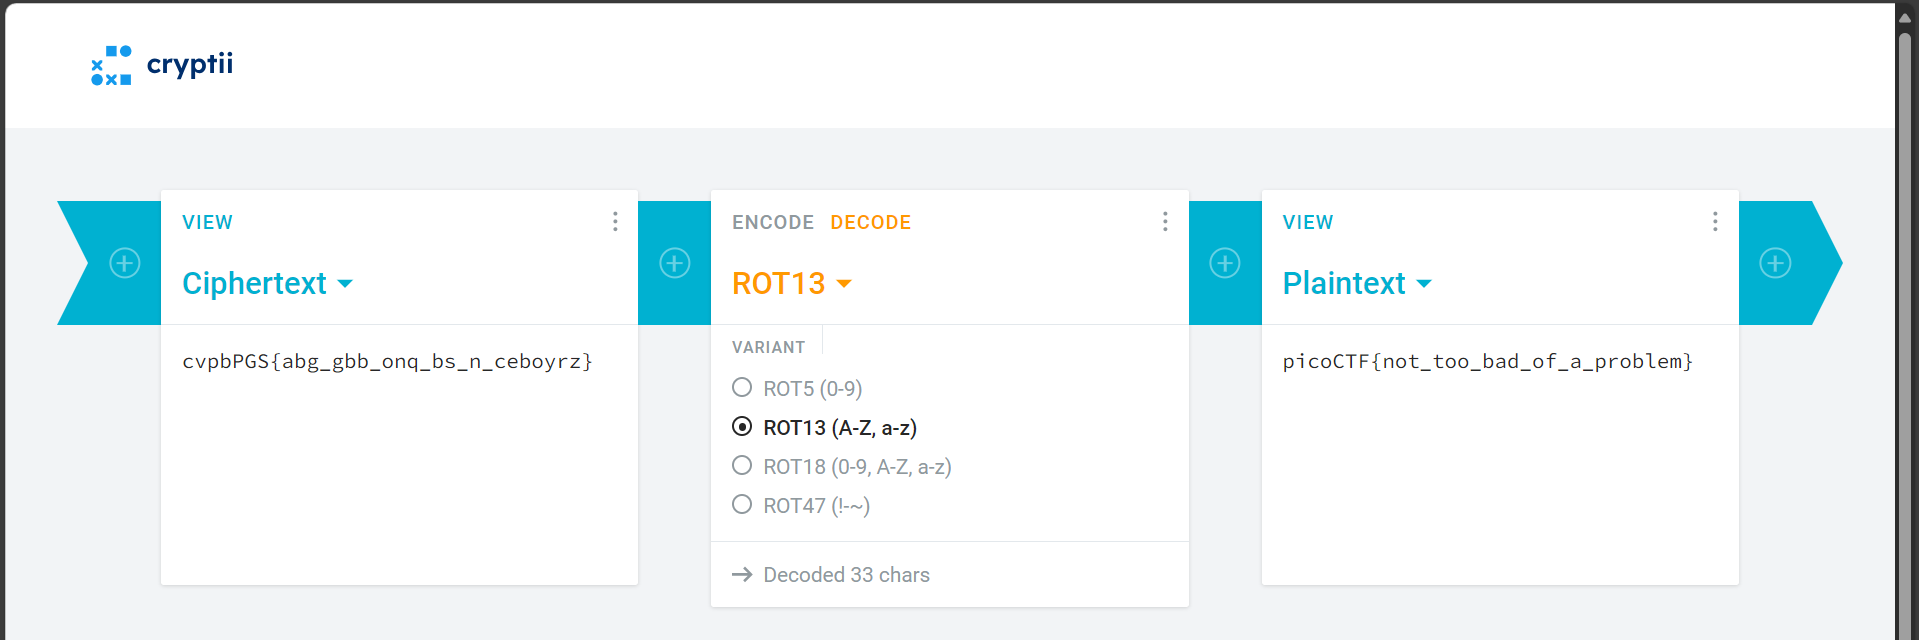 cryptii
VIEW
Ciphertext
cvpbPGS{abg_gbb_onq_bs_n_ceboyrz}
ENCODE DECODE
ROT13
VARIANT
ROT5 (0-9)
ROT13 (A-Z, a-z)
ROT18 (0-9, A-Z, a-z)
ROT47 (!-~)
→ Decoded 33 chars
VIEW
Plaintext
picoCTF{not_too_bad_of_a_problem}